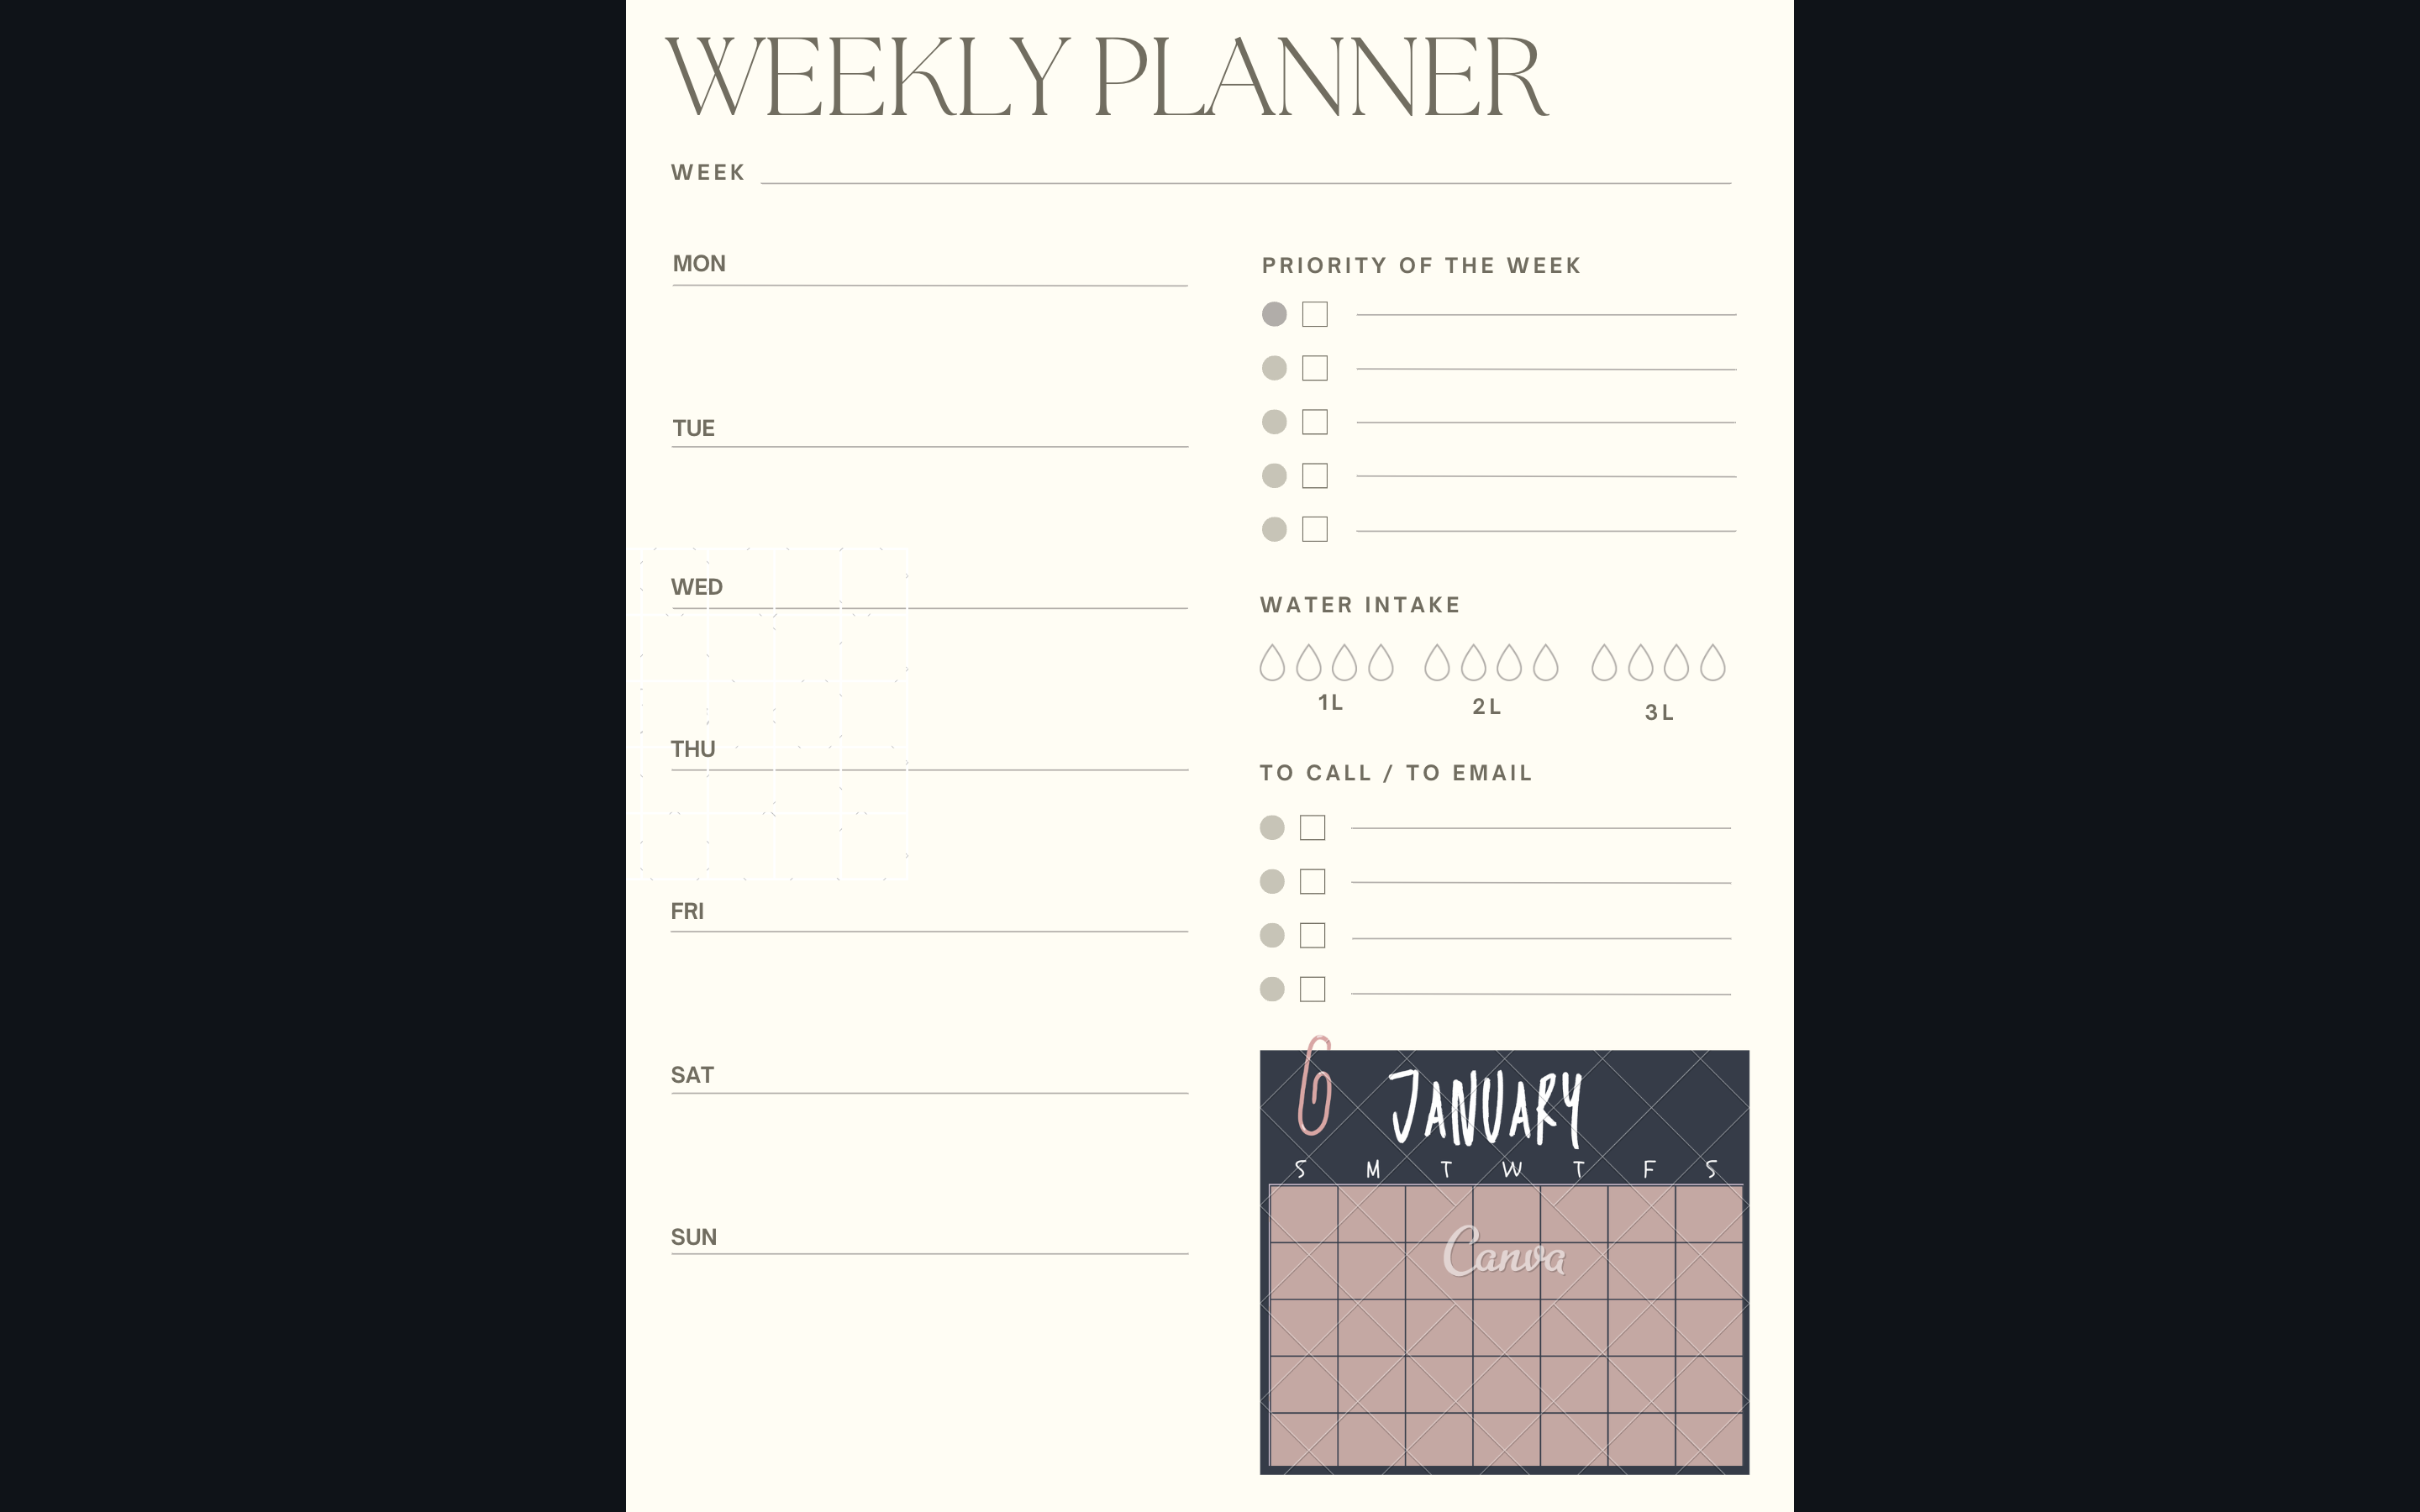 WEEKLY PLANNER
WEEK
MON
TUE
WED
THU
FRI
SAT
SUN
PRIORITY OF THE WEEK
WATER INTAKE
1L 2L 3L
TO CALL / TO EMAIL
JANUARY
S M T W T F S
Canva